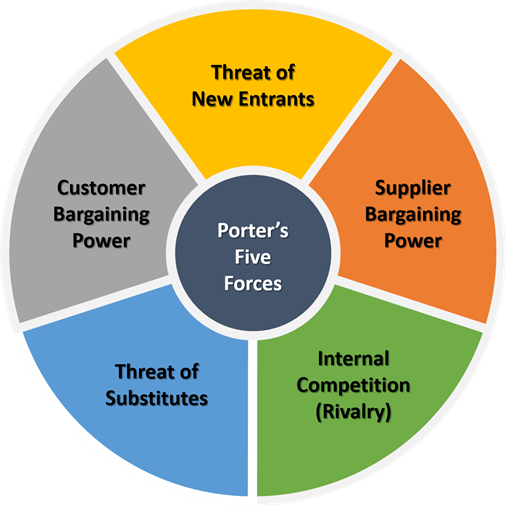 Threat of
New Entrants
Customer
Bargaining
Power
Supplier
Bargaining
Power
Porter's
Five
Forces
Threat of
Substitutes
Internal
Competition
(Rivalry)